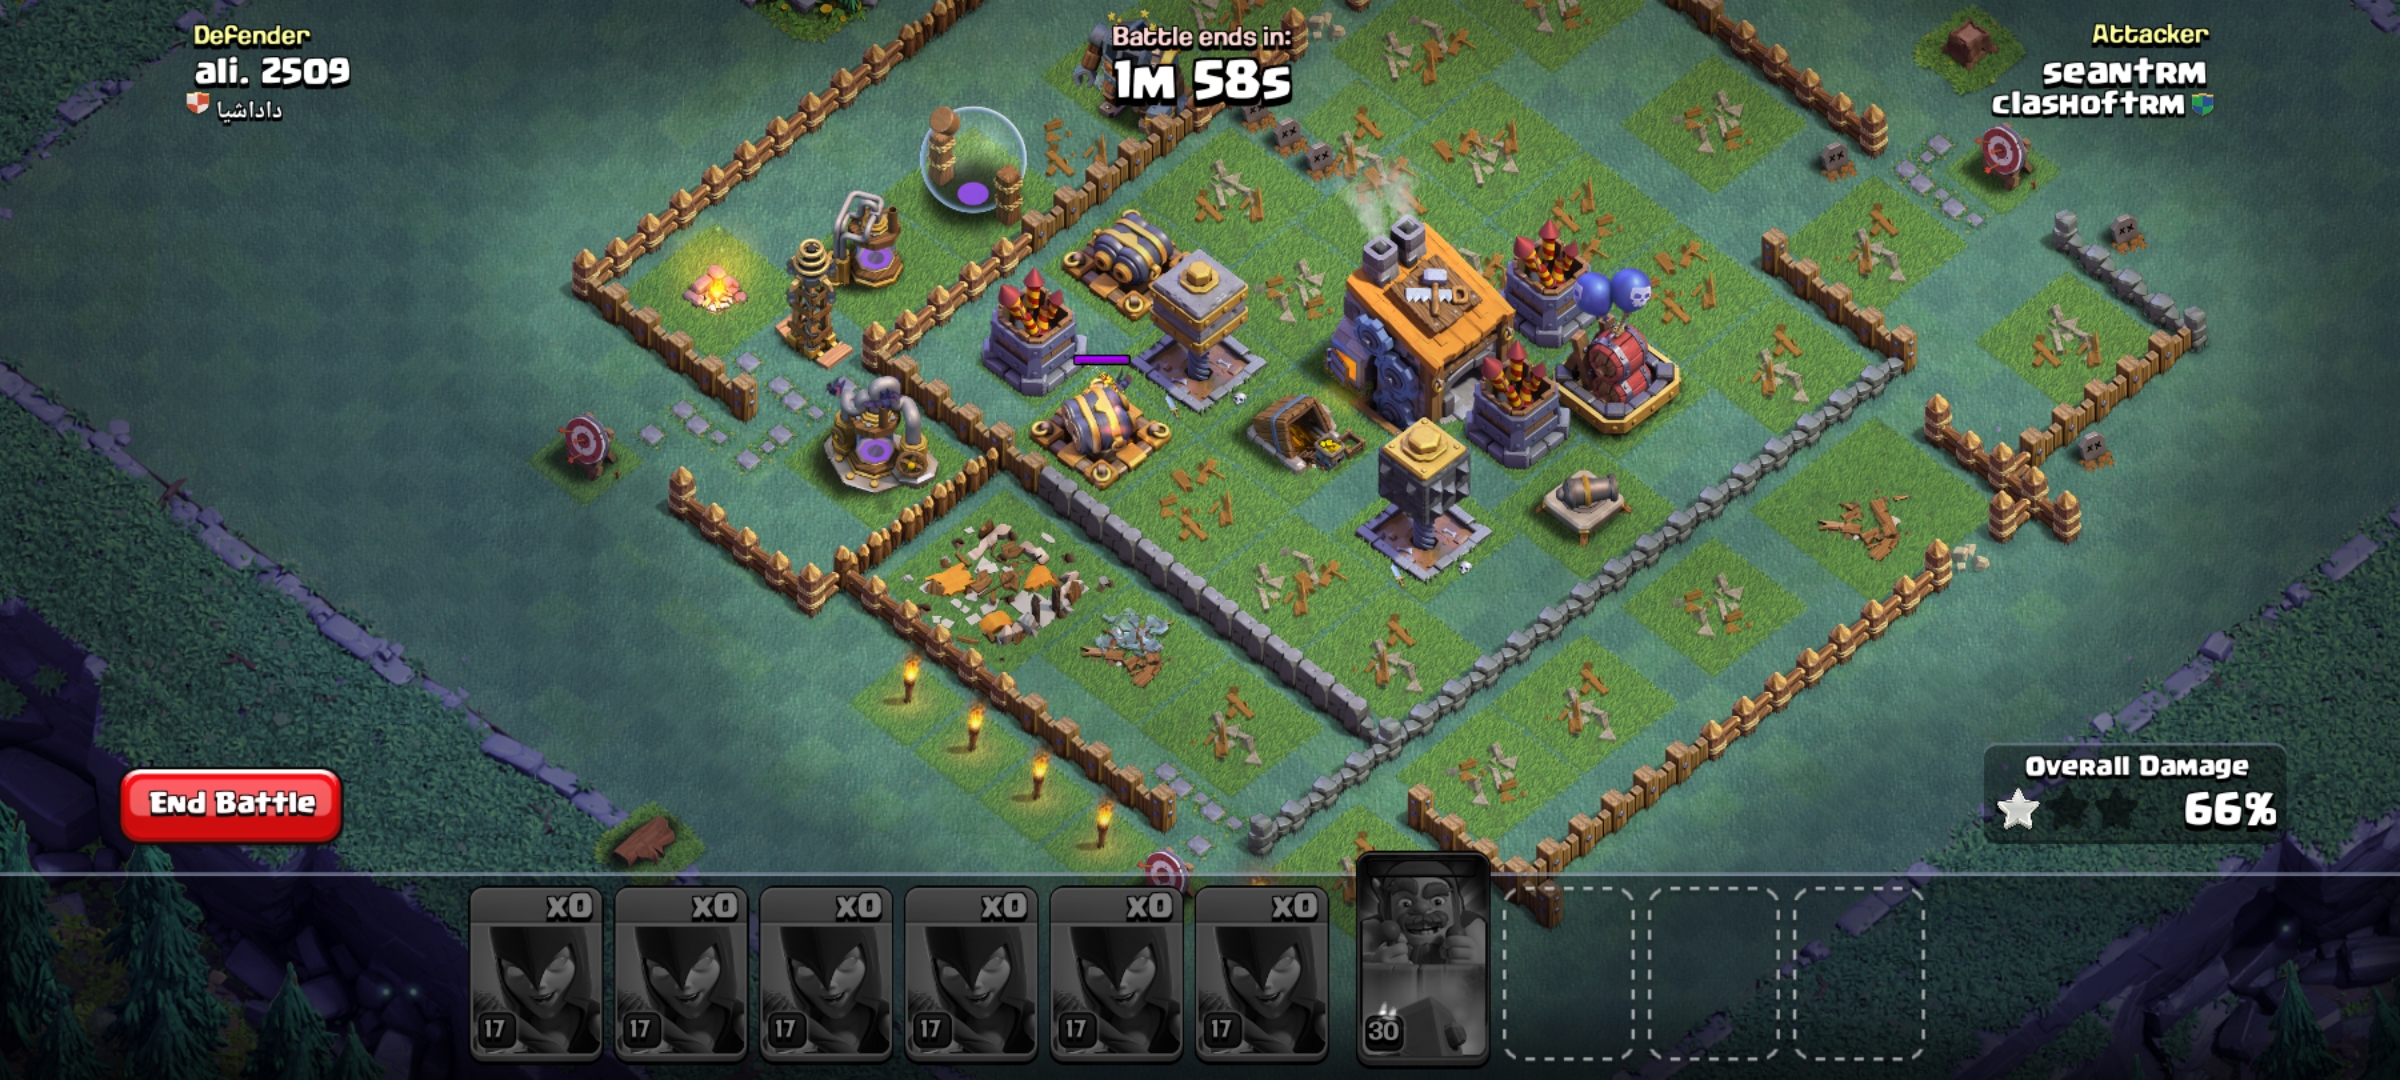 Defender
ali. 2509
داداشیا
Battle ends in:
1M 58S
Attacker
seantRM
clashoftRM
End Battle
Overall Damage
66%
x0 x0 x0 x0 x0 x0
17 17 17 17 17 17 30